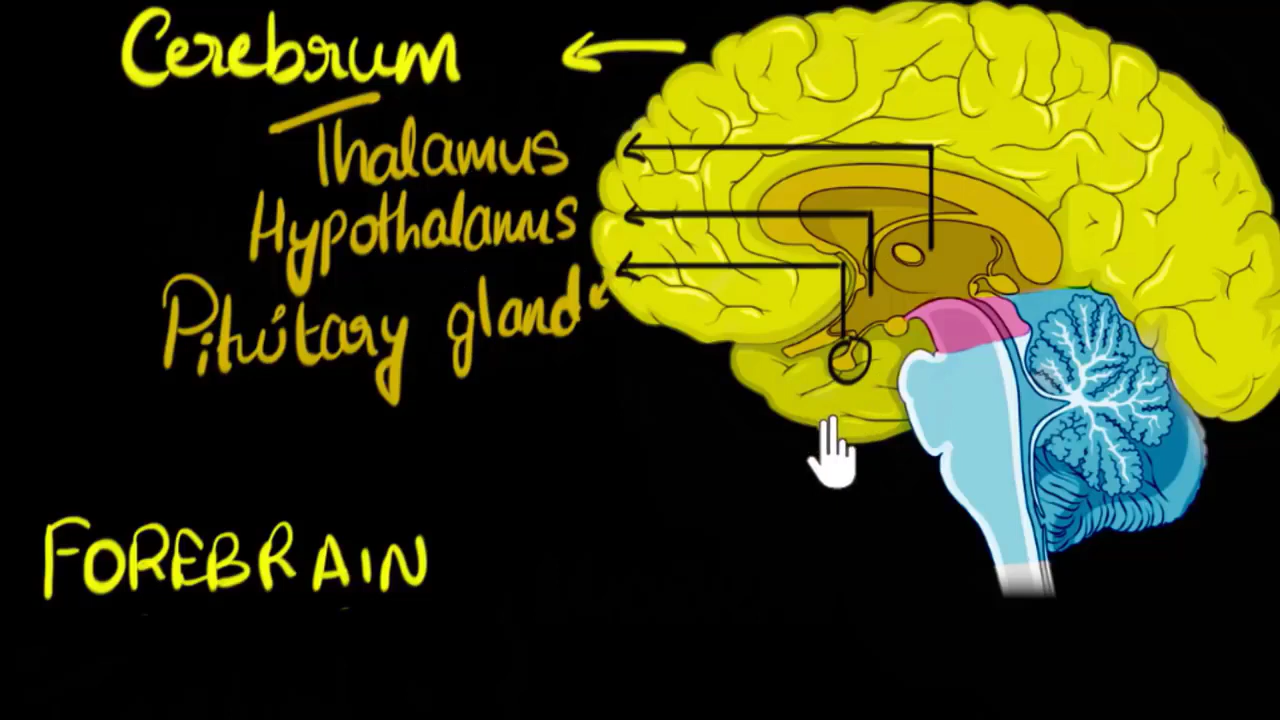 Cerebrum
Thalamus
Hypothalamus
Pituitary gland
FOREBRAIN